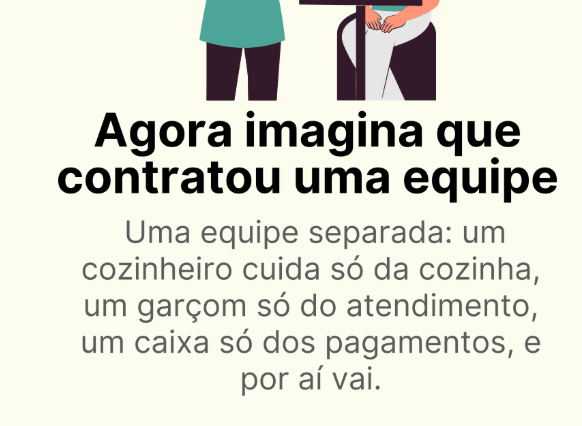 Agora imagina que
contratou uma equipe
Uma equipe separada: um
cozinheiro cuida só da cozinha,
um garçom só do atendimento,
um caixa só dos pagamentos, e
por aí vai.